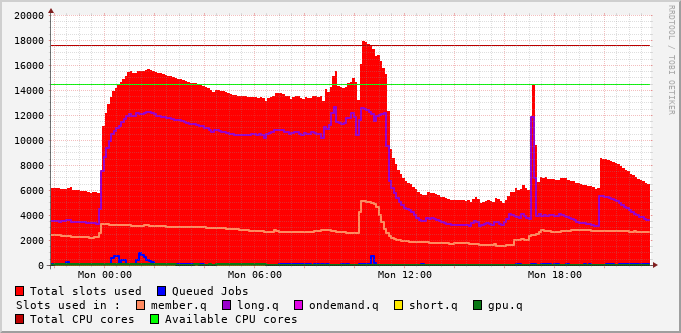 20000
18000
16000
14000
12000
10000
8000
6000
4000
2000
0
Mon 00:00 Mon 06:00 Mon 12:00 Mon 18:00
RRDTOOL / TOBI OETIKER
Total slots used Queued Jobs
Slots used in : member.q long.q ondemand.q short.q gpu.q
Total CPU cores Available CPU cores